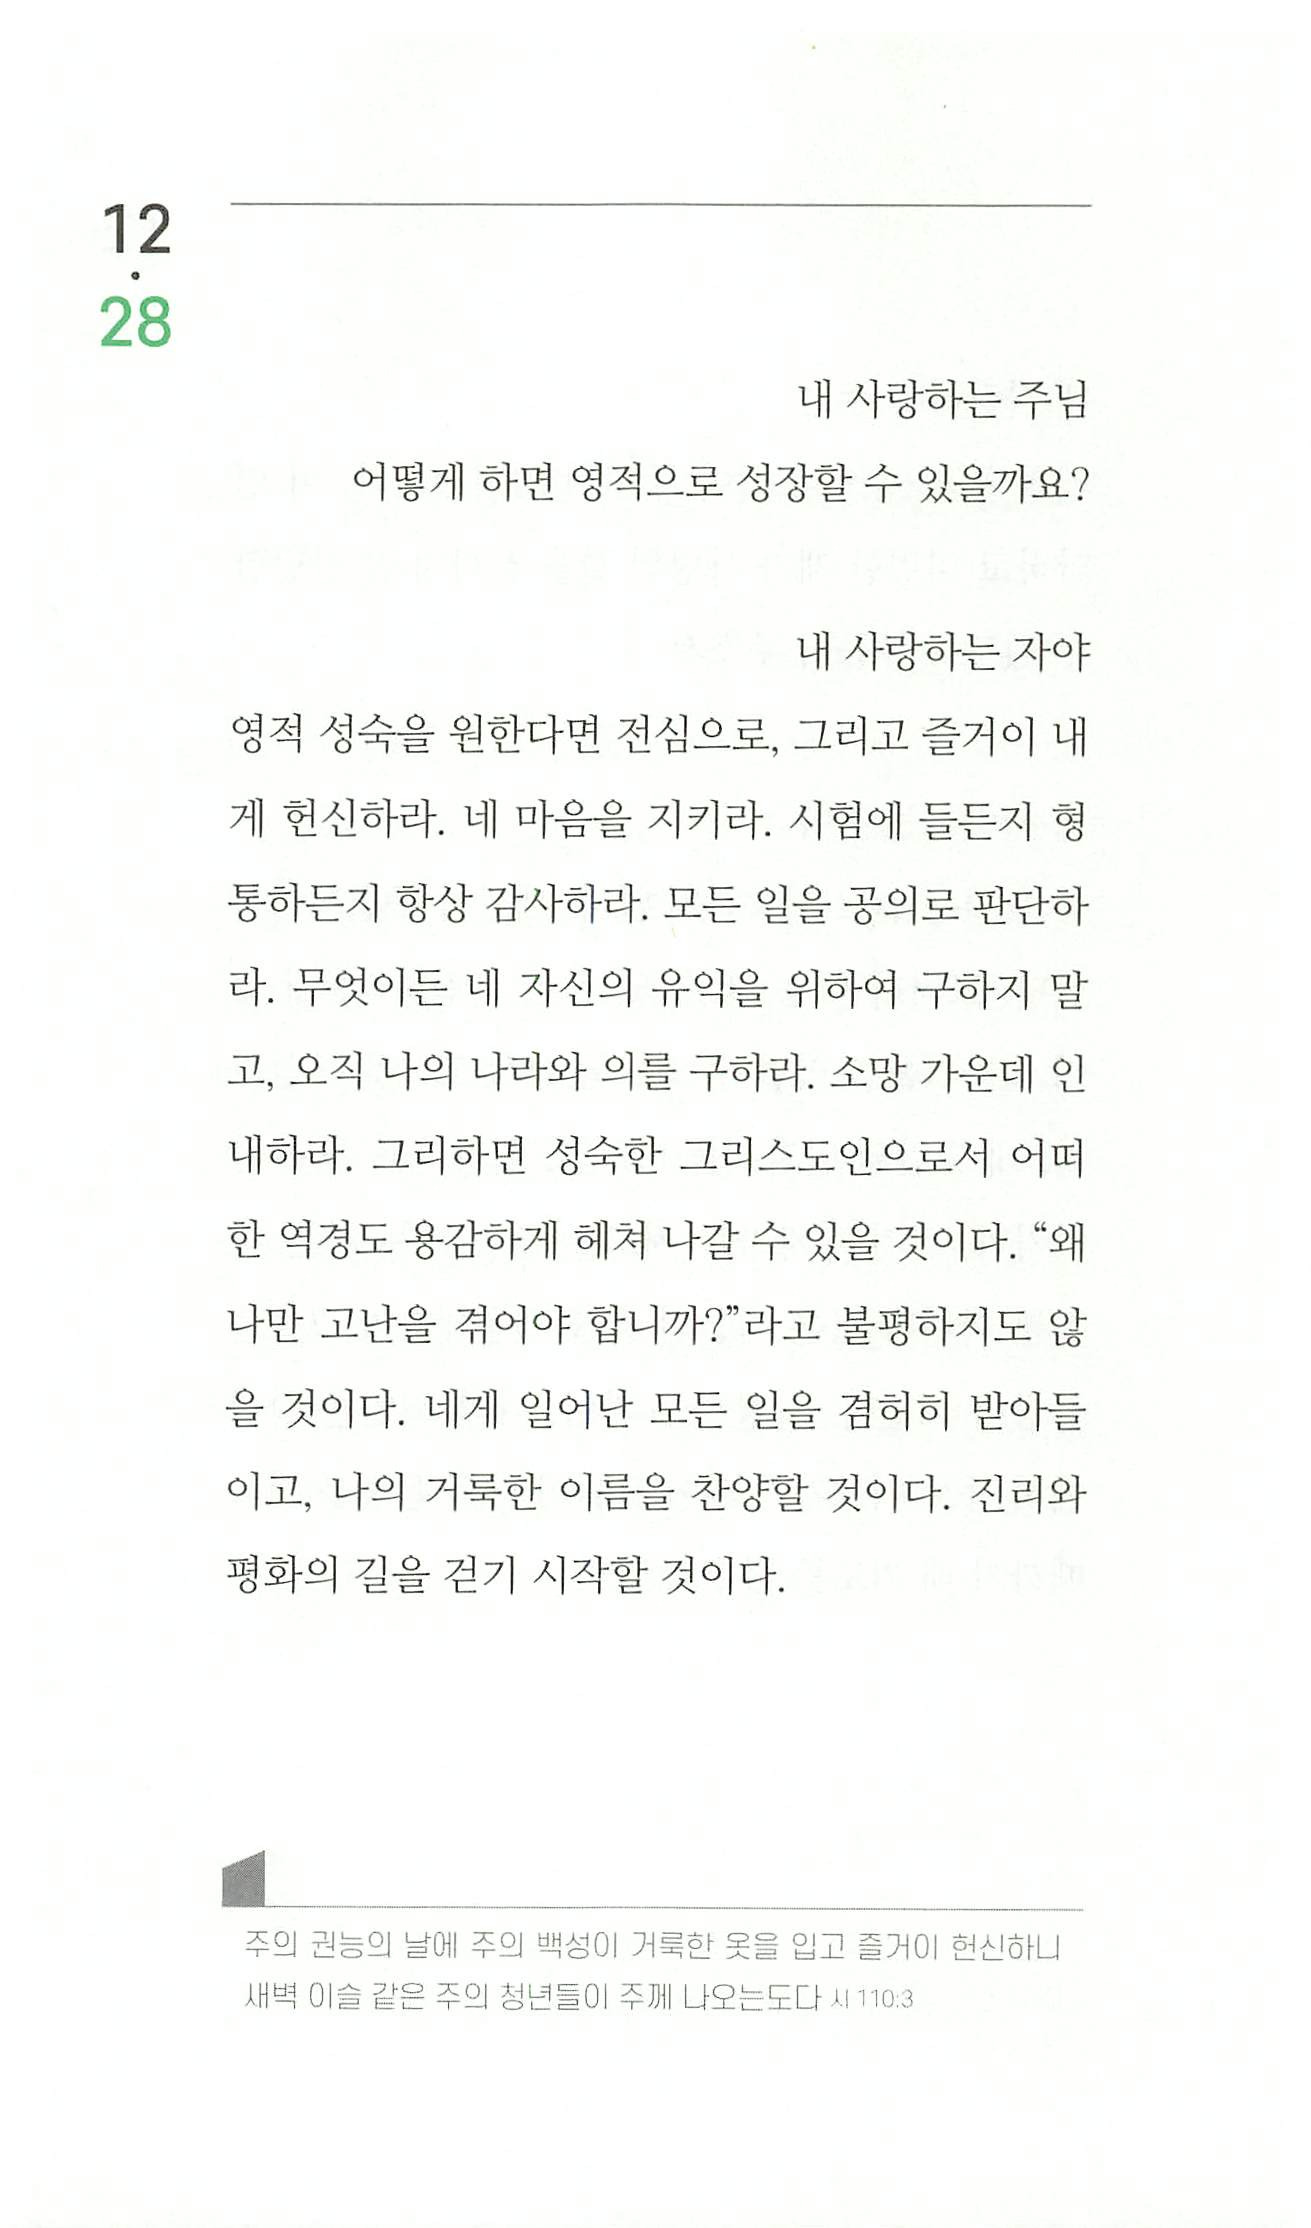 12
·
28
내 사랑하는 주님
어떻게 하면 영적으로 성장할 수 있을까요?
내 사랑하는 자야
영적 성숙을 원한다면 전심으로, 그리고 즐거이 내
게 헌신하라. 네 마음을 지키라. 시험에 들든지 형
통하든지 항상 감사하라. 모든 일을 공의로 판단하
라. 무엇이든 네 자신의 유익을 위하여 구하지 말
고, 오직 나의 나라와 의를 구하라. 소망 가운데 인
내하라. 그리하면 성숙한 그리스도인으로서 어떠
한 역경도 용감하게 헤쳐 나갈 수 있을 것이다. “왜
나만 고난을 겪어야 합니까?”라고 불평하지도 않
을 것이다. 네게 일어난 모든 일을 겸허히 받아들
이고, 나의 거룩한 이름을 찬양할 것이다. 진리와
평화의 길을 걷기 시작할 것이다.
주의 권능의 날에 주의 백성이 거룩한 옷을 입고 즐거이 헌신하니
새벽 이슬 같은 주의 청년들이 주께 나오는도다 시 110:3